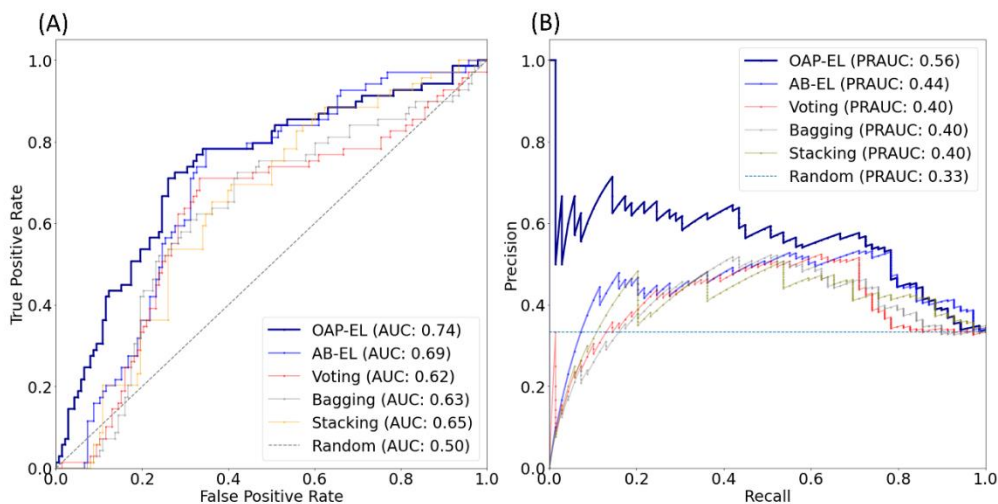 (A)
1.0
0.8
0.6
0.4
0.2
0.0
True Positive Rate
0.0
0.2
0.4
0.6
0.8
1.0
False Positive Rate
OAP-EL (AUC: 0.74)
AB-EL (AUC: 0.69)
Voting (AUC: 0.62)
Bagging (AUC: 0.63)
Stacking (AUC: 0.65)
Random (AUC: 0.50)
(B)
1.0
0.8
0.6
0.4
0.2
0.0
Precision
0.0
0.2
0.4
0.6
0.8
1.0
Recall
OAP-EL (PRAUC: 0.56)
AB-EL (PRAUC: 0.44)
Voting (PRAUC: 0.40)
Bagging (PRAUC: 0.40)
Stacking (PRAUC: 0.40)
Random (PRAUC: 0.33)